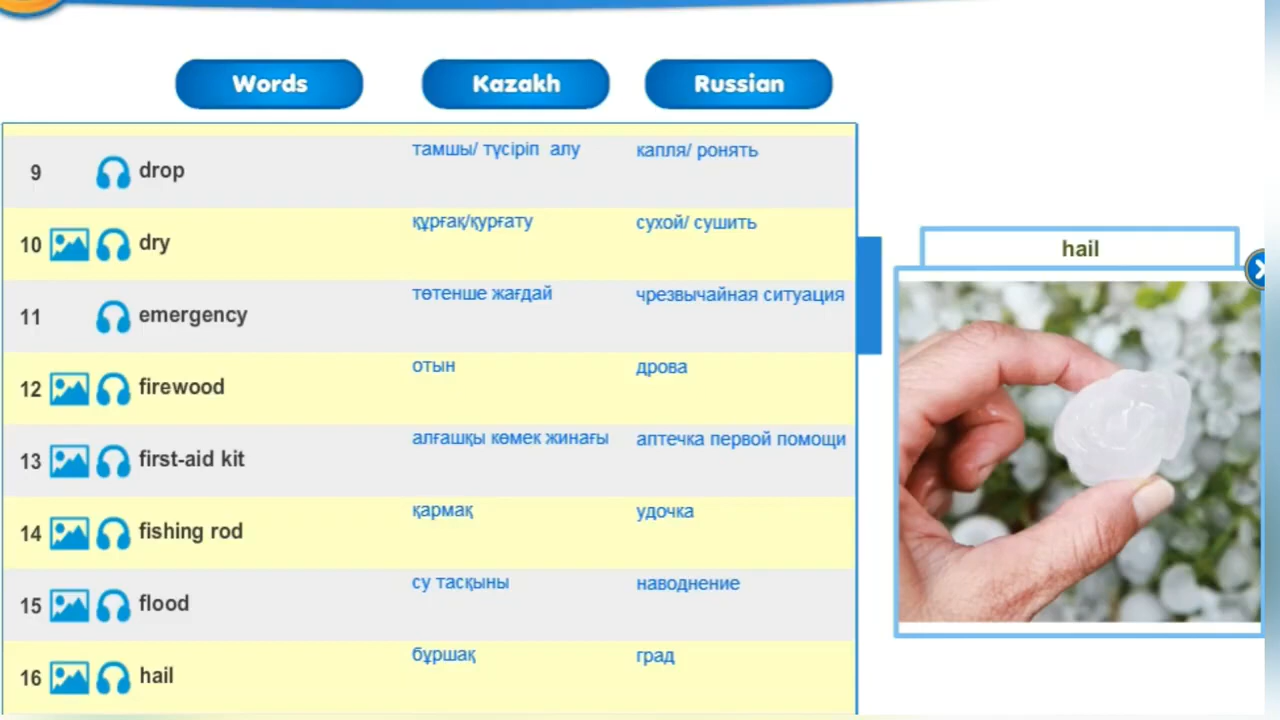 Words Kazakh Russian
9 drop тамшы/ түсіріп алу капля/ ронять
10 dry құрғақ/құрғату сухой/ сушить
11 emergency төтенше жағдай чрезвычайная ситуация
12 firewood отын дрова
13 first-aid kit алғашқы көмек жинағы аптечка первой помощи
14 fishing rod қармақ удочка
15 flood су тасқыны наводнение
16 hail бұршақ град
hail